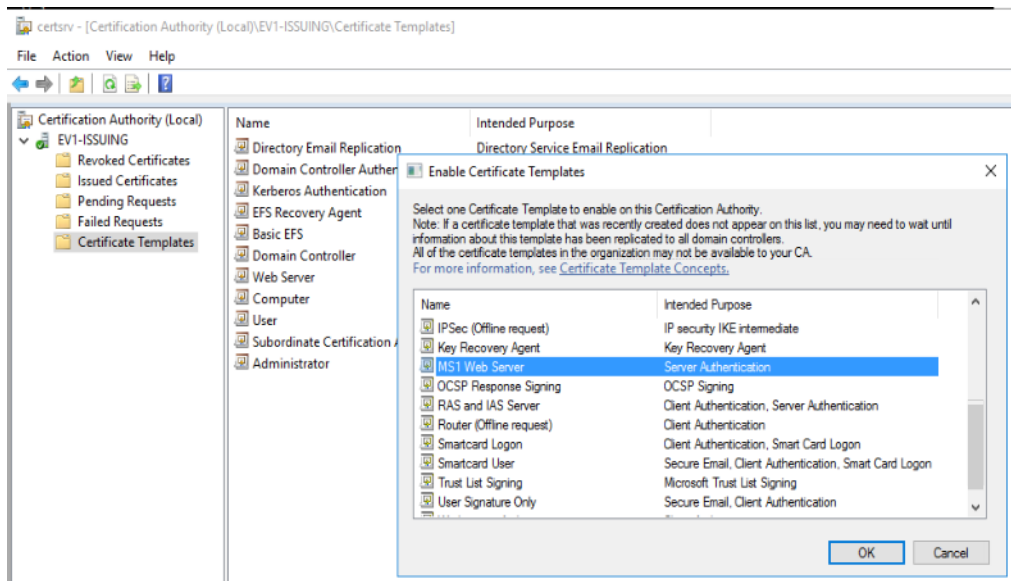 certsrv - [Certification Authority (Local)\EV1-ISSUING\Certificate Templates]
File Action View Help
Certification Authority (Local)
EV1-ISSUING
Revoked Certificates
Issued Certificates
Pending Requests
Failed Requests
Certificate Templates
Name Intended Purpose
Directory Email Replication Directory Service Email Replication
Domain Controller Auther
Kerberos Authentication
EFS Recovery Agent
Basic EFS
Domain Controller
Web Server
Computer
User
Subordinate Certification
Administrator
Enable Certificate Templates
Select one Certificate Template to enable on this Certification Authority.
Note: If a certificate template that was recently created does not appear on this list, you may need to wait until
information about this template has been replicated to all domain controllers.
All of the certificate templates in the organization may not be available to your CA.
For more information, see Certificate Template Concepts.
Name Intended Purpose
IPSec (Offline request) IP security IKE intermediate
Key Recovery Agent Key Recovery Agent
MS1 Web Server Server Authentication
OCSP Response Signing OCSP Signing
RAS and IAS Server Client Authentication, Server Authentication
Router (Offline request) Client Authentication
Smartcard Logon Client Authentication, Smart Card Logon
Smartcard User Secure Email, Client Authentication, Smart Card Logon
Trust List Signing Microsoft Trust List Signing
User Signature Only Secure Email, Client Authentication
OK Cancel